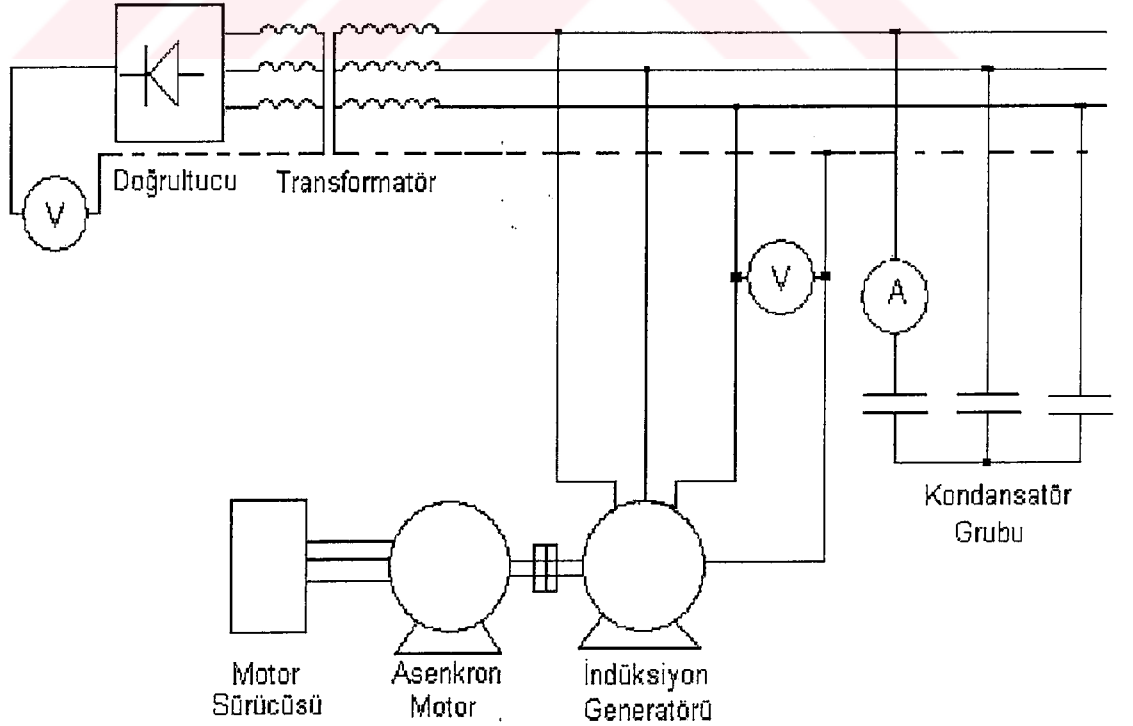 Doğrultucu
Transformatör
V
V
A
Kondansatör
Grubu
Motor
Sürücüsü
Asenkron
Motor
İndüksiyon
Generatörü